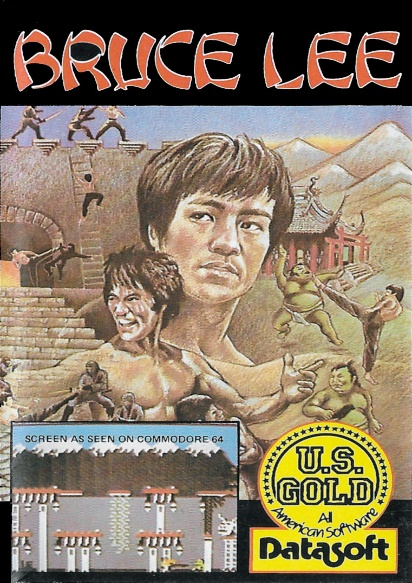 BRUCE LEE
SCREEN AS SEEN ON COMMODORE 64
U.S.
GOLD
All
American Software
Datasoft